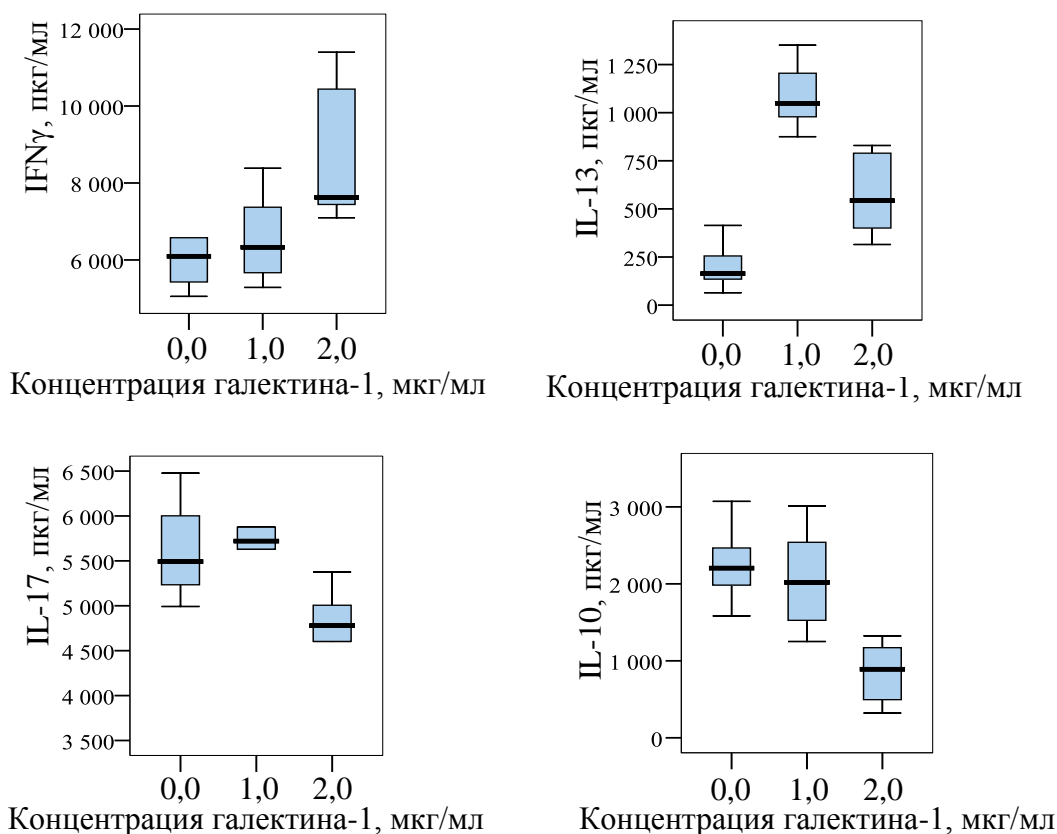 IFNγ, пкг/мл
12 000
10 000
8 000
6 000
0,0 1,0 2,0
Концентрация галектина-1, мкг/мл
IL-13, пкг/мл
1 250
1 000
750
500
250
0
0,0 1,0 2,0
Концентрация галектина-1, мкг/мл
IL-17, пкг/мл
6 500
6 000
5 500
5 000
4 500
4 000
3 500
0,0 1,0 2,0
Концентрация галектина-1, мкг/мл
IL-10, пкг/мл
3 000
2 000
1 000
0
0,0 1,0 2,0
Концентрация галектина-1, мкг/мл